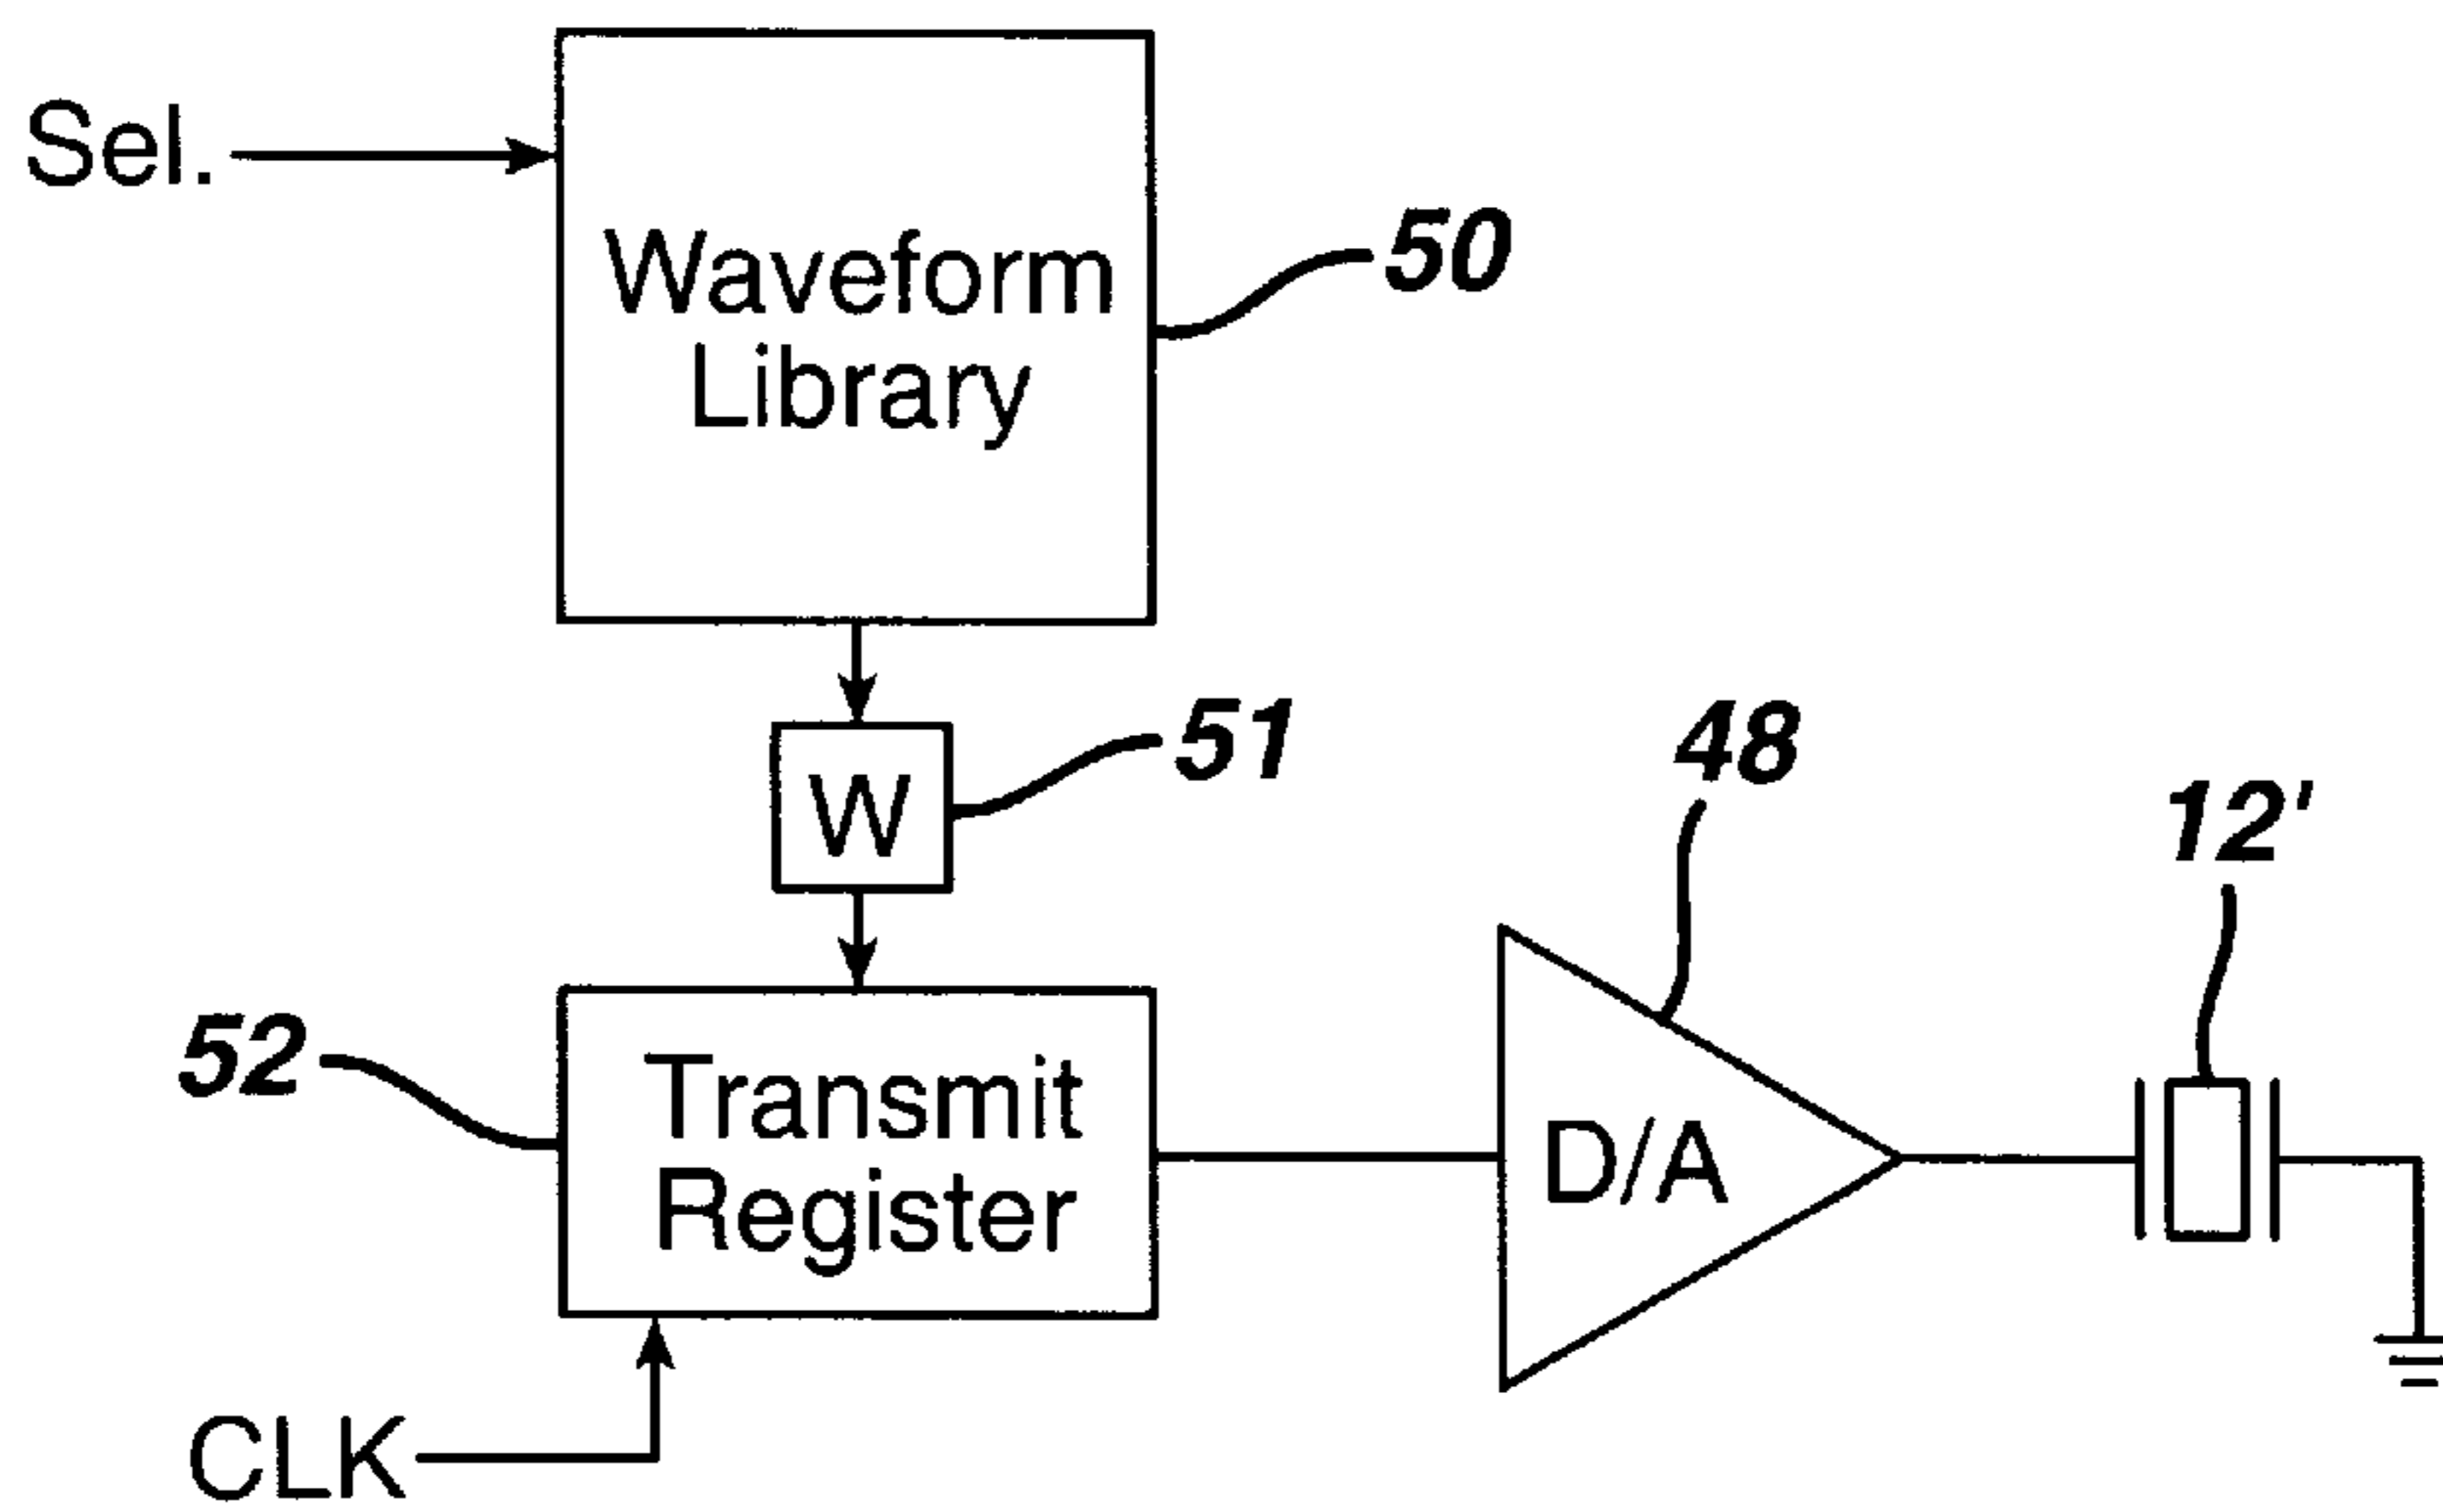 Sel.
Waveform
Library
50
W
51
48
12'
52
Transmit
Register
D/A
CLK